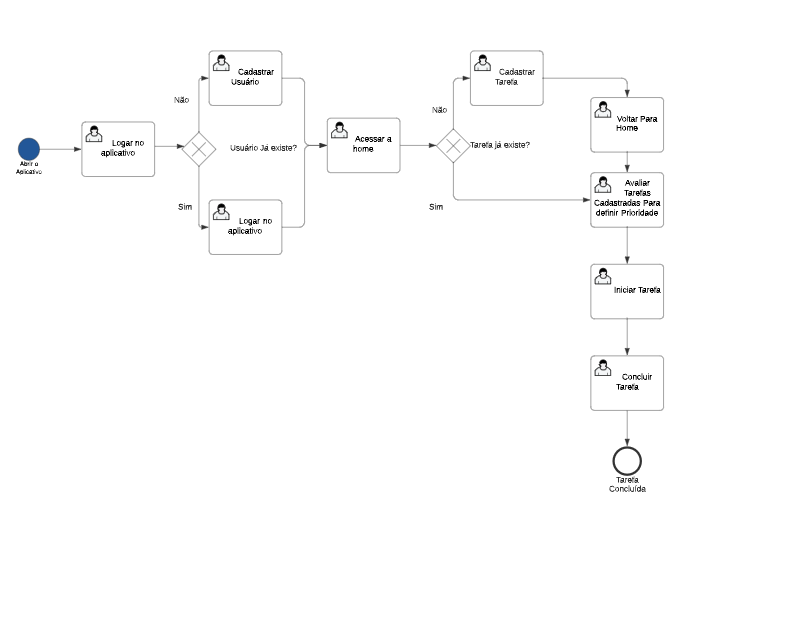 Abrir o
Aplicativo
Logar no
aplicativo
Não
Cadastrar
Usuário
Usuário Já existe?
Sim
Logar no
aplicativo
Acessar a
home
Não
Cadastrar
Tarefa
Tarefa já existe?
Sim
Voltar Para
Home
Avaliar
Tarefas
Cadastradas Para
definir Prioridade
Iniciar Tarefa
Concluir
Tarefa
Tarefa
Concluída